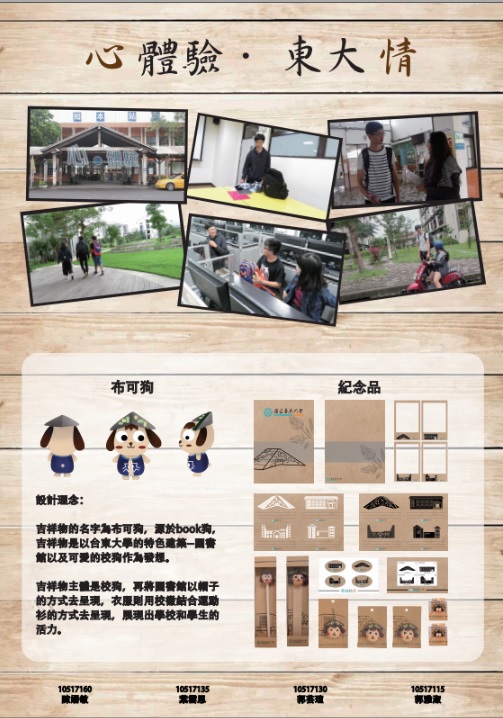 心 體驗 · 東大 情
布可狗
紀念品
設計理念：
吉祥物的名字為布可狗，源於book狗，
吉祥物是以台東大學的特色建築—圖書
館以及可愛的校狗作為發想。
吉祥物主體是校狗，再將圖書館以帽子
的方式去呈現，衣服則用校徽結合運動
衫的方式去呈現，展現出學校和學生的
活力。
10517160
10517135
10517130
10517115